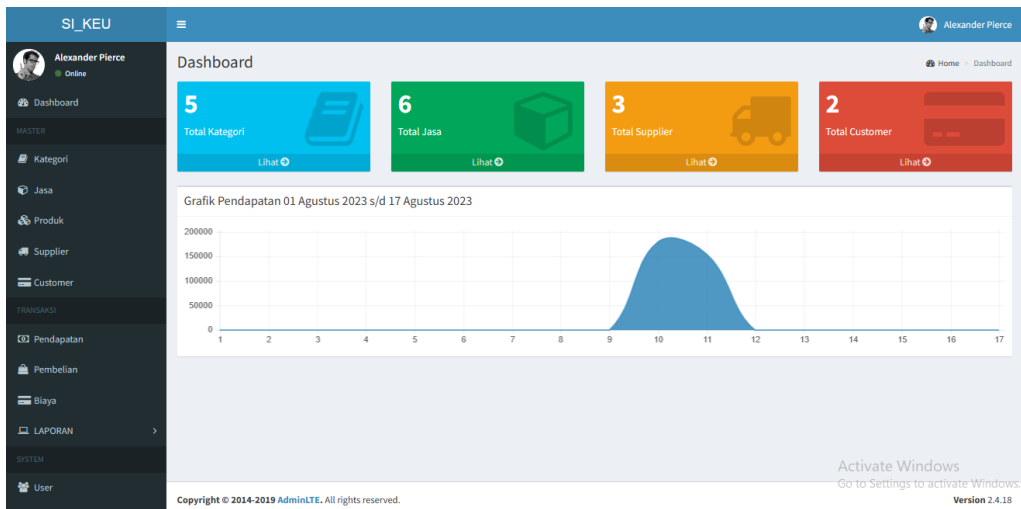 SI_KEU
Alexander Pierce
Alexander Pierce
Online
Dashboard
MASTER
Kategori
Jasa
Produk
Supplier
Customer
TRANSAKSI
Pendapatan
Pembelian
Biaya
LAPORAN
SYSTEM
User
Dashboard
Home > Dashboard
5
Total Kategori
Lihat
6
Total Jasa
Lihat
3
Total Supplier
Lihat
2
Total Customer
Lihat
Grafik Pendapatan 01 Agustus 2023 s/d 17 Agustus 2023
200000
150000
100000
50000
0
1 2 3 4 5 6 7 8 9 10 11 12 13 14 15 16 17
Activate Windows
Go to Settings to activate Windows.
Copyright © 2014-2019 AdminLTE. All rights reserved.
Version 2.4.18